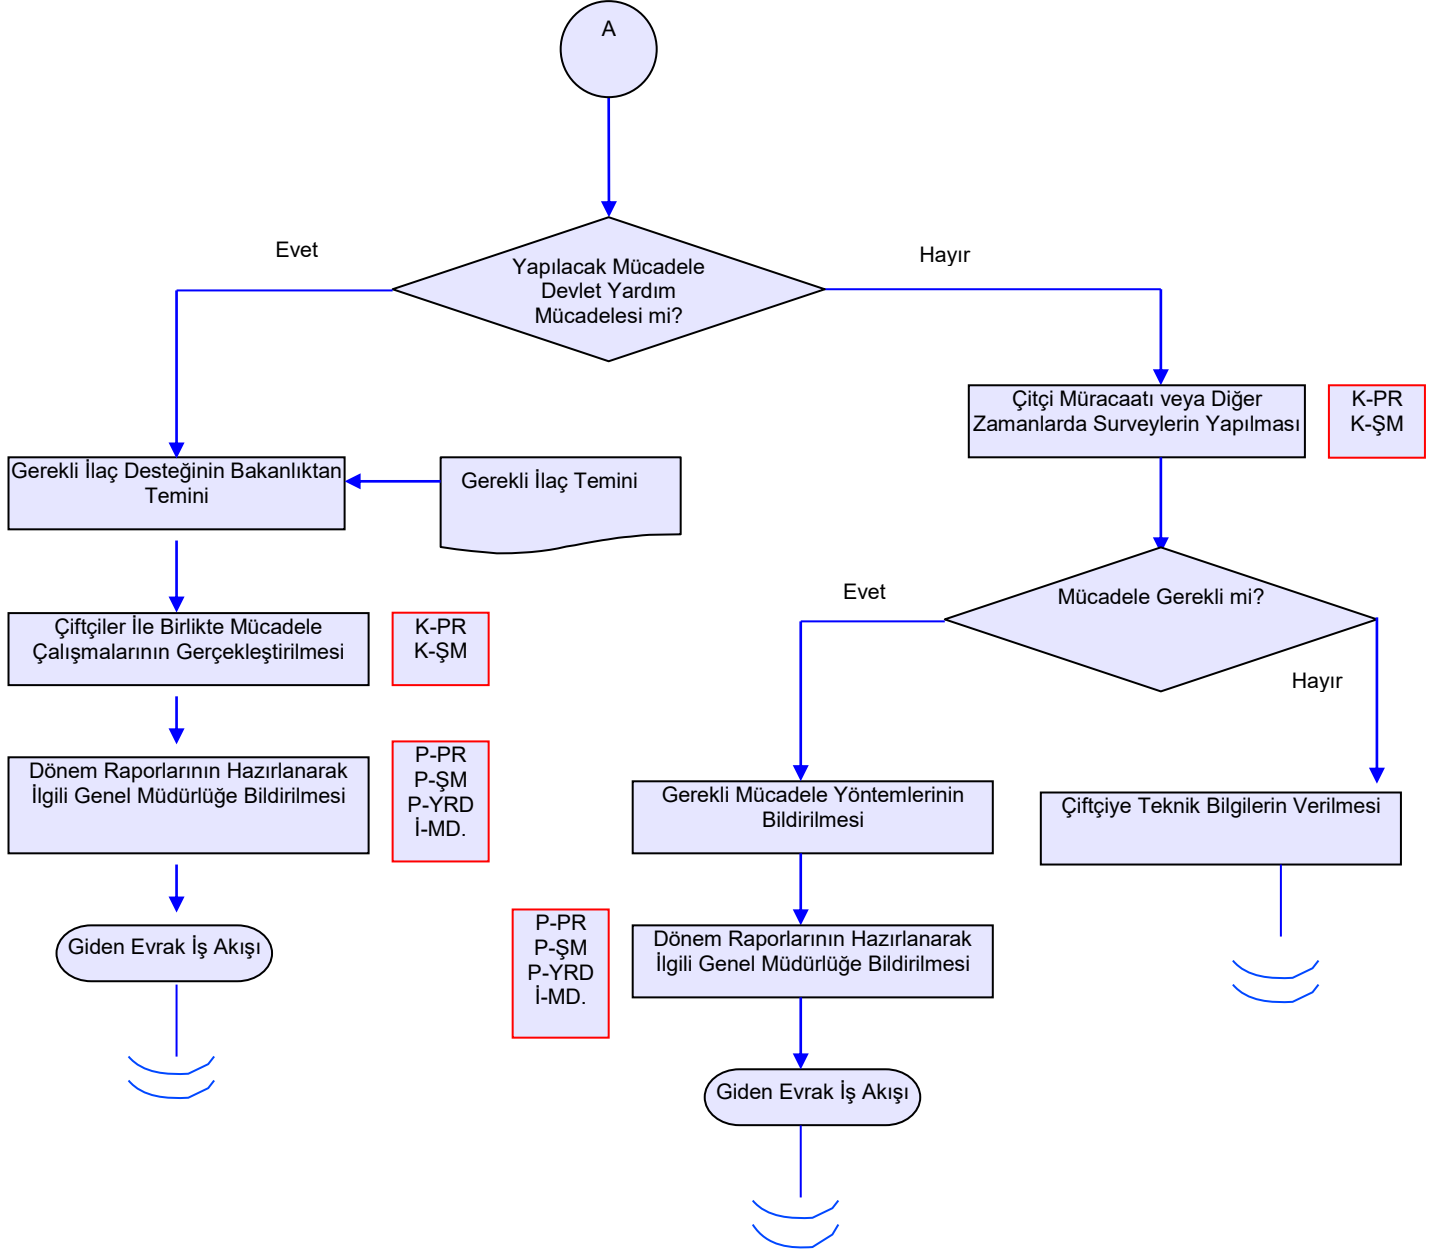 A
Evet
Hayır
Yapılacak Mücadele
Devlet Yardım
Mücadelesi mi?
Çitçi Müracaatı veya Diğer
Zamanlarda Surveylerin Yapılması
K-PR
K-ŞM
Gerekli İlaç Desteğinin Bakanlıktan
Temini
Gerekli İlaç Temini
Evet
Mücadele Gerekli mi?
Hayır
Çiftçiler İle Birlikte Mücadele
Çalışmalarının Gerçekleştirilmesi
K-PR
K-ŞM
Dönem Raporlarının Hazırlanarak
İlgili Genel Müdürlüğe Bildirilmesi
P-PR
P-ŞM
P-YRD
İ-MD.
Gerekli Mücadele Yöntemlerinin
Bildirilmesi
Çiftçiye Teknik Bilgilerin Verilmesi
Giden Evrak İş Akışı
P-PR
P-ŞM
P-YRD
İ-MD.
Dönem Raporlarının Hazırlanarak
İlgili Genel Müdürlüğe Bildirilmesi
Giden Evrak İş Akışı